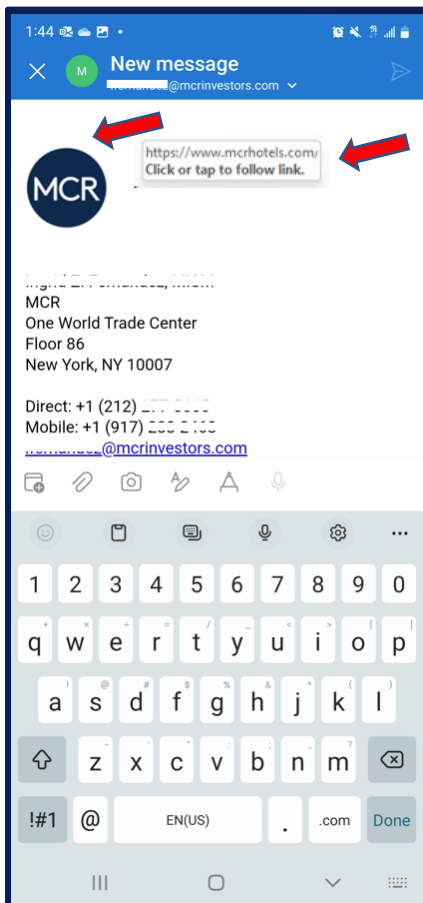 1:44
New message
M
@mcrinvestors.com
https://www.mcrhotels.com/
Click or tap to follow link.
MCR
MCR
One World Trade Center
Floor 86
New York, NY 10007
Direct: +1 (212)
Mobile: +1 (917)
@mcrinvestors.com
1 2 3 4 5 6 7 8 9 0
q w e r t y u i o p
a s d f g h j k l
z x c v b n m
!#1 @ EN(US) . .com Done